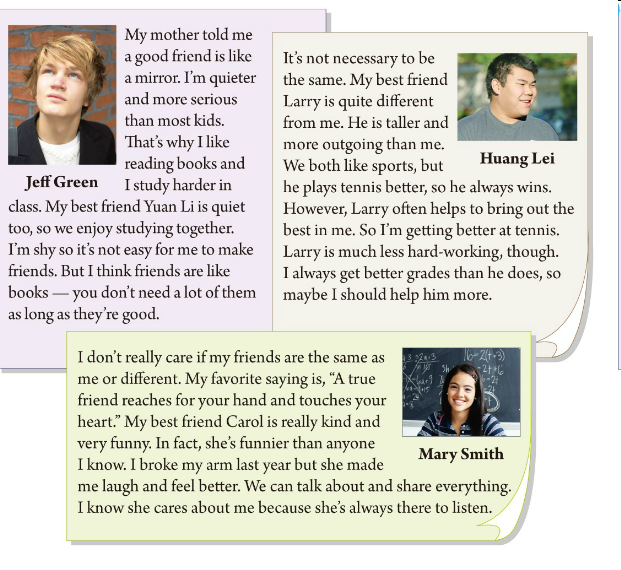 My mother told me
a good friend is like
a mirror. I'm quieter
and more serious
than most kids.
That's why I like
reading books and
I study harder in
class. My best friend Yuan Li is quiet
too, so we enjoy studying together.
I'm shy so it's not easy for me to make
friends. But I think friends are like
books — you don't need a lot of them
as long as they're good.
Jeff Green
It's not necessary to be
the same. My best friend
Larry is quite different
from me. He is taller and
more outgoing than me.
We both like sports, but
he plays tennis better, so he always wins.
However, Larry often helps to bring out the
best in me. So I'm getting better at tennis.
Larry is much less hard-working, though.
I always get better grades than he does, so
maybe I should help him more.
Huang Lei
I don't really care if my friends are the same as
me or different. My favorite saying is, “A true
friend reaches for your hand and touches your
heart.” My best friend Carol is really kind and
very funny. In fact, she's funnier than anyone
I know. I broke my arm last year but she made
me laugh and feel better. We can talk about and share everything.
I know she cares about me because she's always there to listen.
Mary Smith